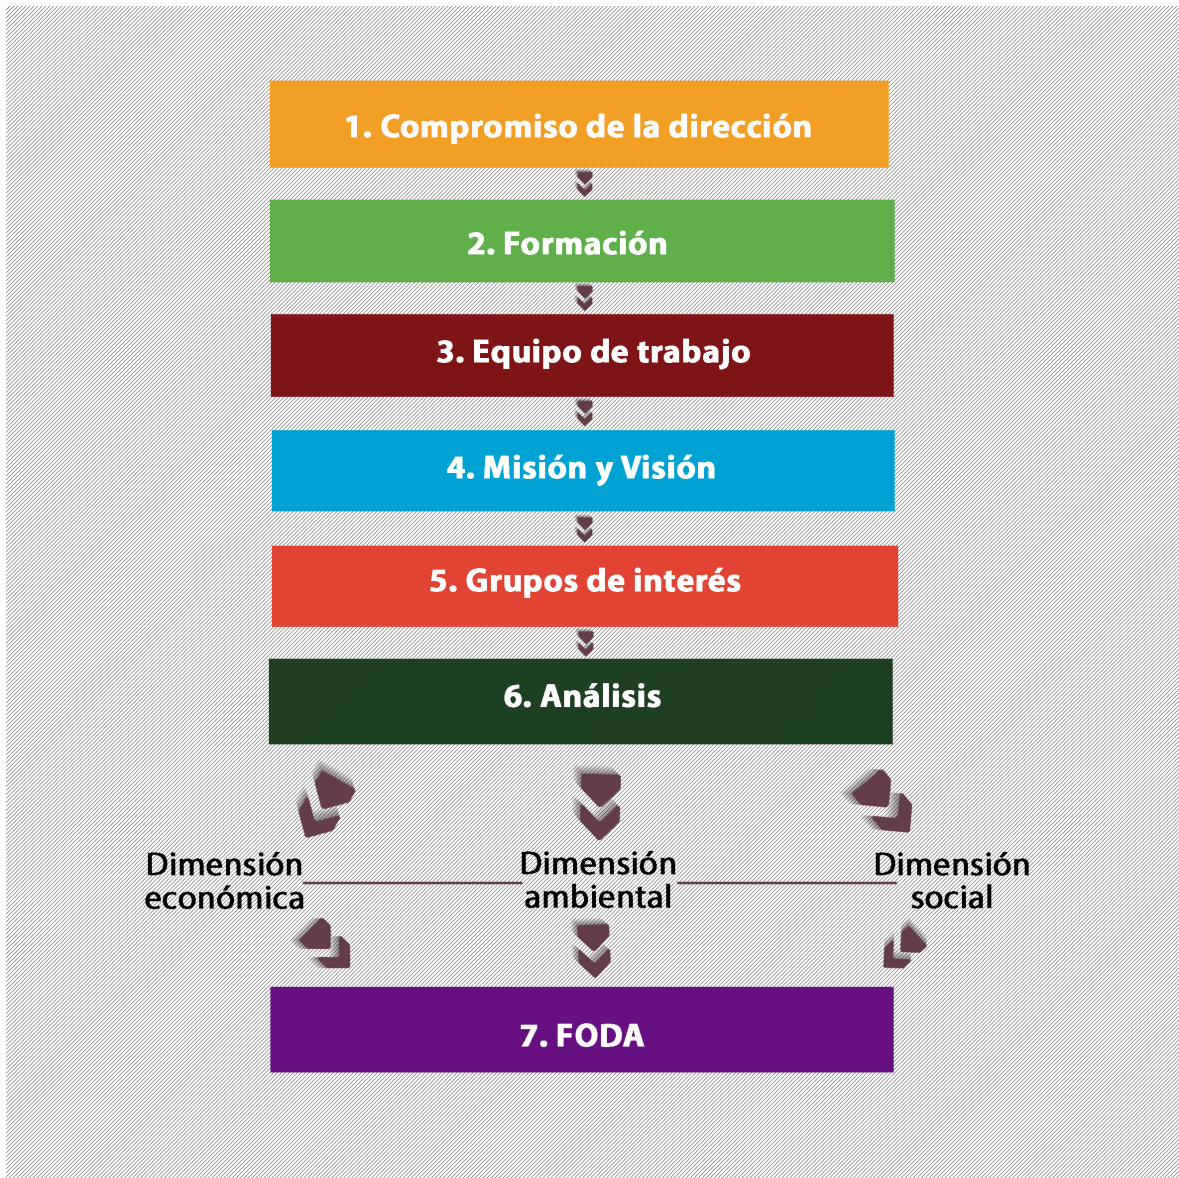 1. Compromiso de la dirección
2. Formación
3. Equipo de trabajo
4. Misión y Visión
5. Grupos de interés
6. Análisis
Dimensión
económica
Dimensión
ambiental
Dimensión
social
7. FODA